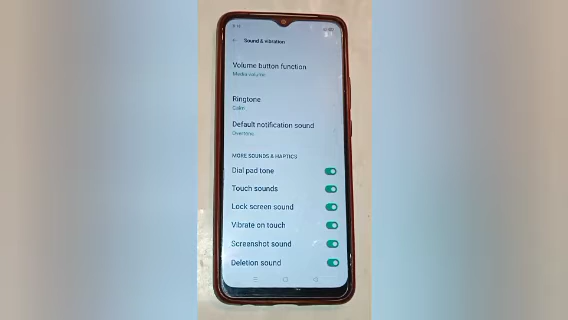 Sound & vibration
Volume button function
Media volume
Ringtone
Calm
Default notification sound
MORE SOUNDS & HAPTICS
Dial pad tone
Touch sounds
Lock screen sound
Vibrate on touch
Screenshot sound
Deletion sound